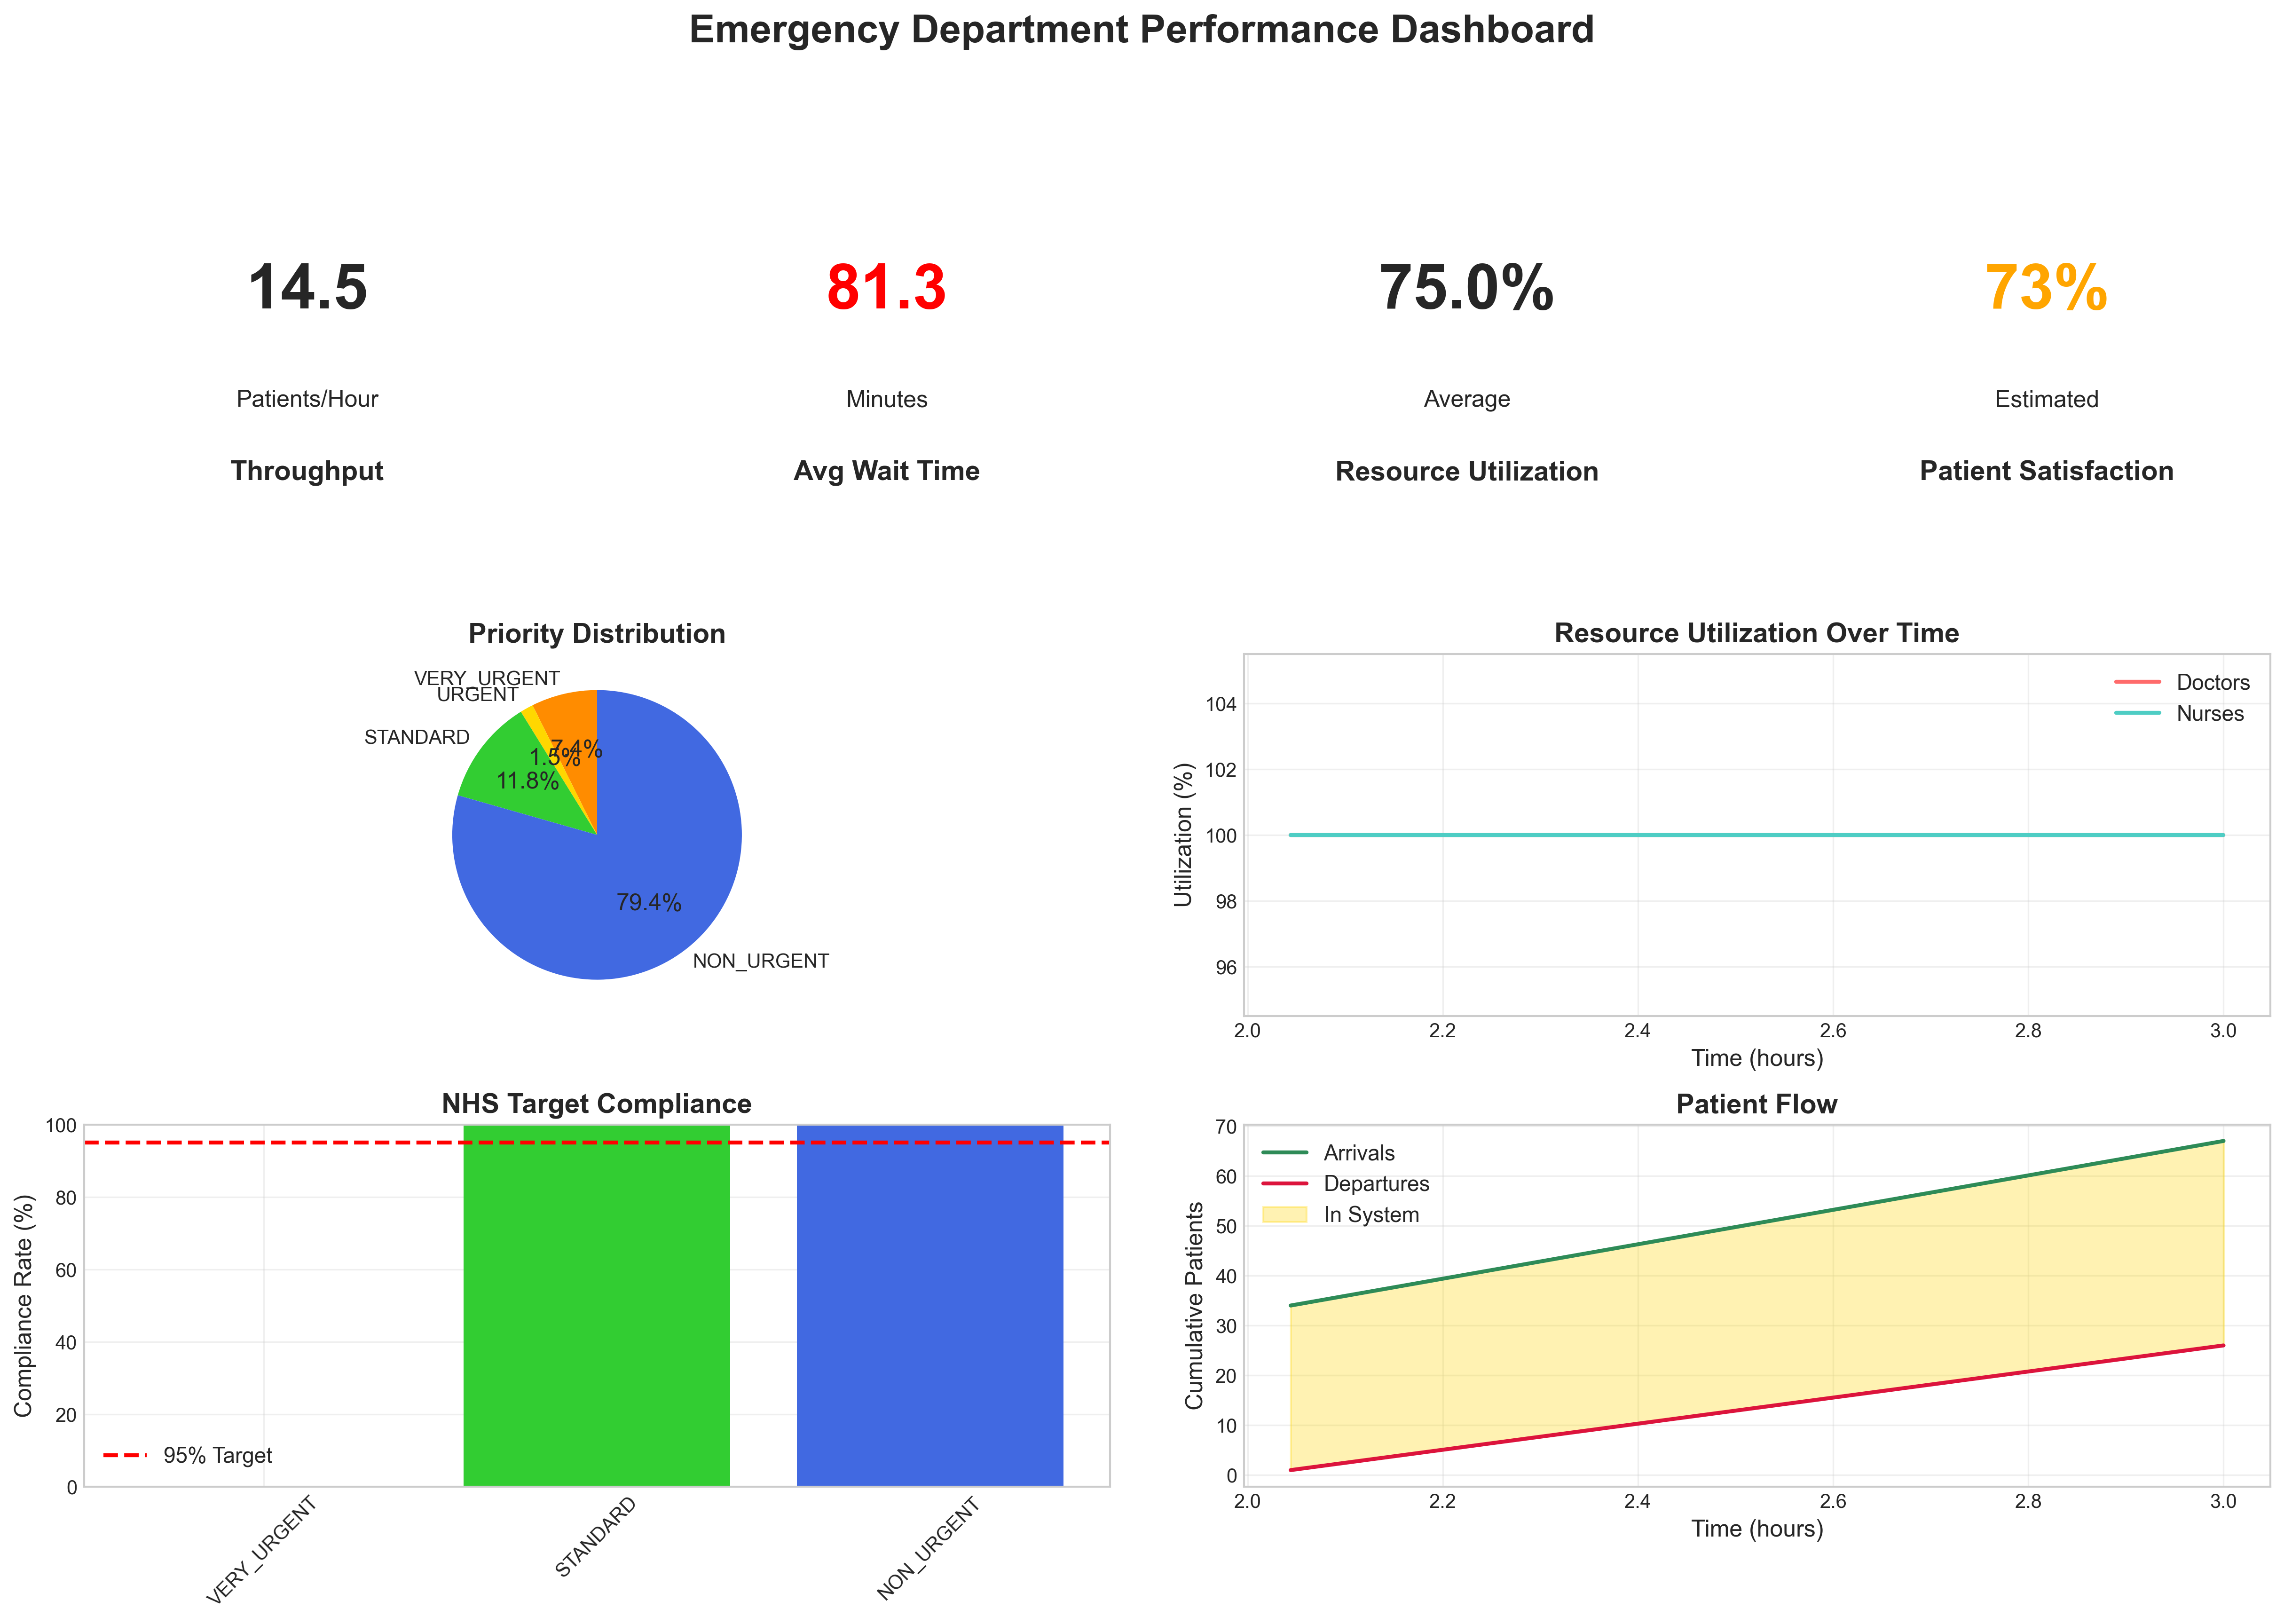 Emergency Department Performance Dashboard
14.5
Patients/Hour
Throughput
81.3
Minutes
Avg Wait Time
75.0%
Average
Resource Utilization
73%
Estimated
Patient Satisfaction
Priority Distribution
VERY_URGENT
URGENT
STANDARD
7.4%
1.5%
11.8%
79.4%
NON_URGENT
Resource Utilization Over Time
Doctors
Nurses
Utilization (%)
104
102
100
98
96
2.0 2.2 2.4 2.6 2.8 3.0
Time (hours)
NHS Target Compliance
Compliance Rate (%)
100
80
60
40
20
0
95% Target
VERY_URGENT
STANDARD
NON_URGENT
Patient Flow
Arrivals
Departures
In System
Cumulative Patients
70
60
50
40
30
20
10
0
2.0 2.2 2.4 2.6 2.8 3.0
Time (hours)